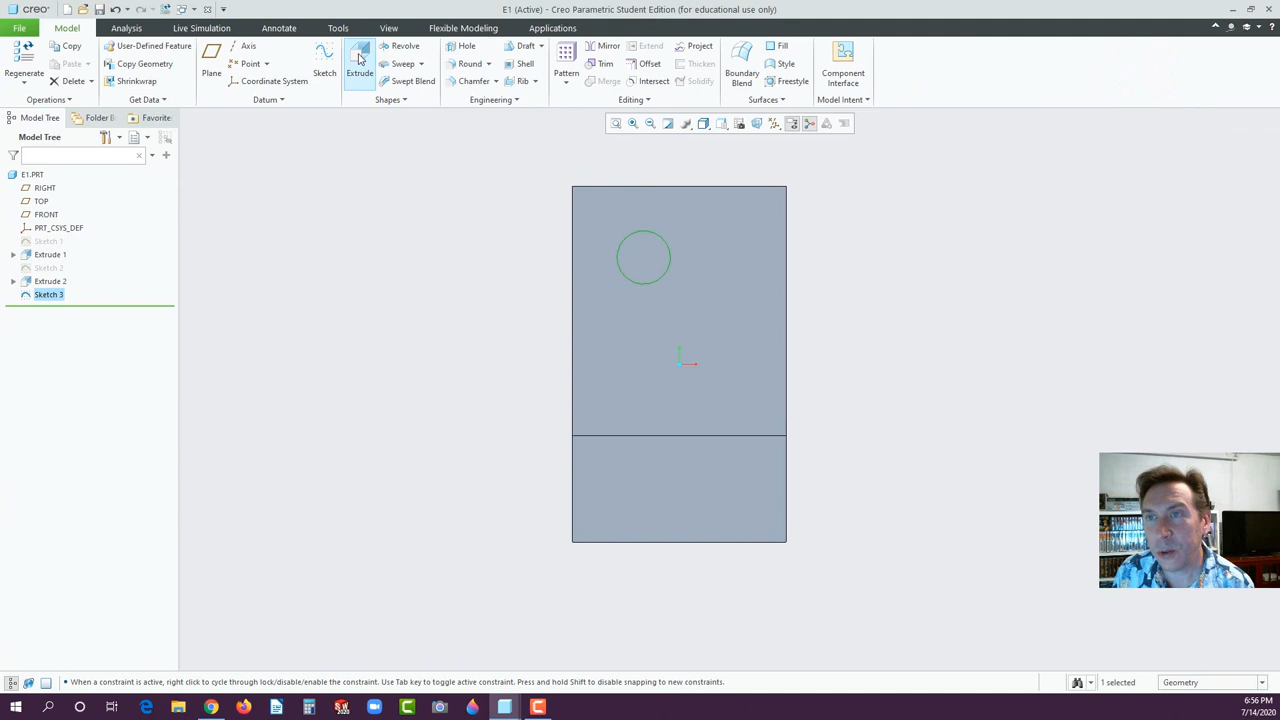 creo
E1 (Active) - Creo Parametric Student Edition (for educational use only)
File Model Analysis Annotate Tools View Flexible Modeling Applications
Regenerate
Copy
Paste
Delete
Operations
User-Defined Feature
Copy Geometry
Shrinkwrap
Get Data
Plane
Axis
Point
Coordinate System
Sketch
Datum
Extrude
Revolve
Sweep
Swept Blend
Shapes
Hole
Round
Chamfer
Draft
Shell
Rib
Engineering
Pattern
Mirror
Trim
Merge
Extend
Offset
Intersect
Project
Thicken
Solidify
Editing
Boundary
Blend
Fill
Style
Freestyle
Surfaces
Component
Interface
Model Intent
Model Tree Folder B Favorite
Model Tree
E1.PRT
RIGHT
TOP
FRONT
PRT_CSYS_DEF
Sketch 1
Extrude 1
Sketch 2
Extrude 2
Sketch 3
When a constraint is active, right click to cycle through lock/disable/enable the constraint. Use Tab key to toggle active constraint. Press and hold Shift to disable snapping to new constraints.
1 selected
Geometry
6:56 PM
7/14/2020